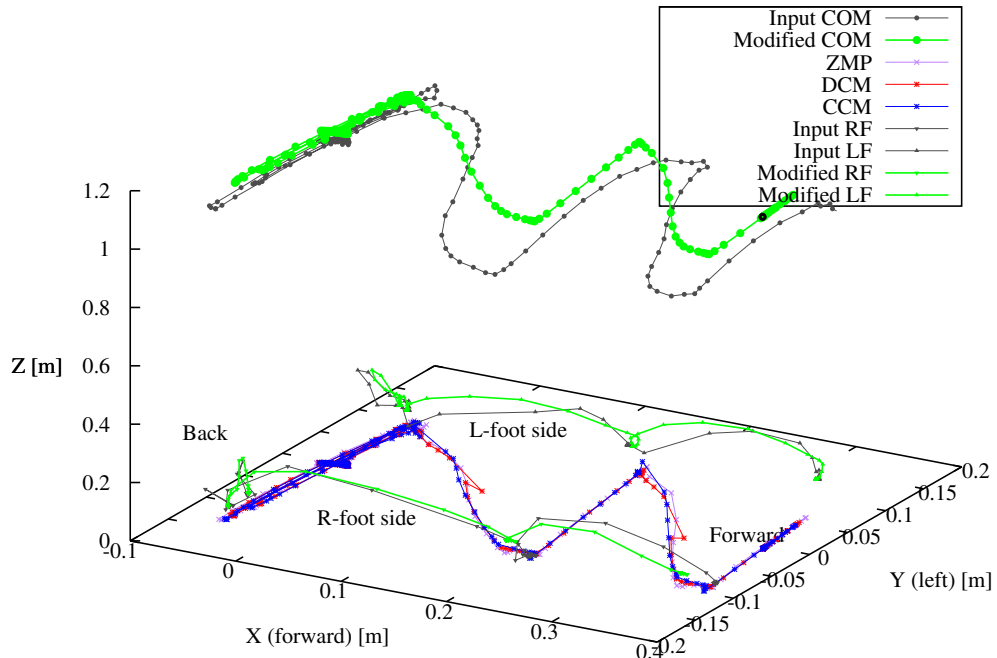 Input COM
Modified COM
ZMP
DCM
CCM
Input RF
Input LF
Modified RF
Modified LF
1.2
1
0.8
0.6
0.4
0.2
0
Z [m]
Back
L-foot side
R-foot side
Forward
-0.1
0
0.1
0.2
0.3
0.4
X (forward) [m]
-0.2
-0.15
-0.1
-0.05
0
0.05
0.1
0.15
0.2
Y (left) [m]